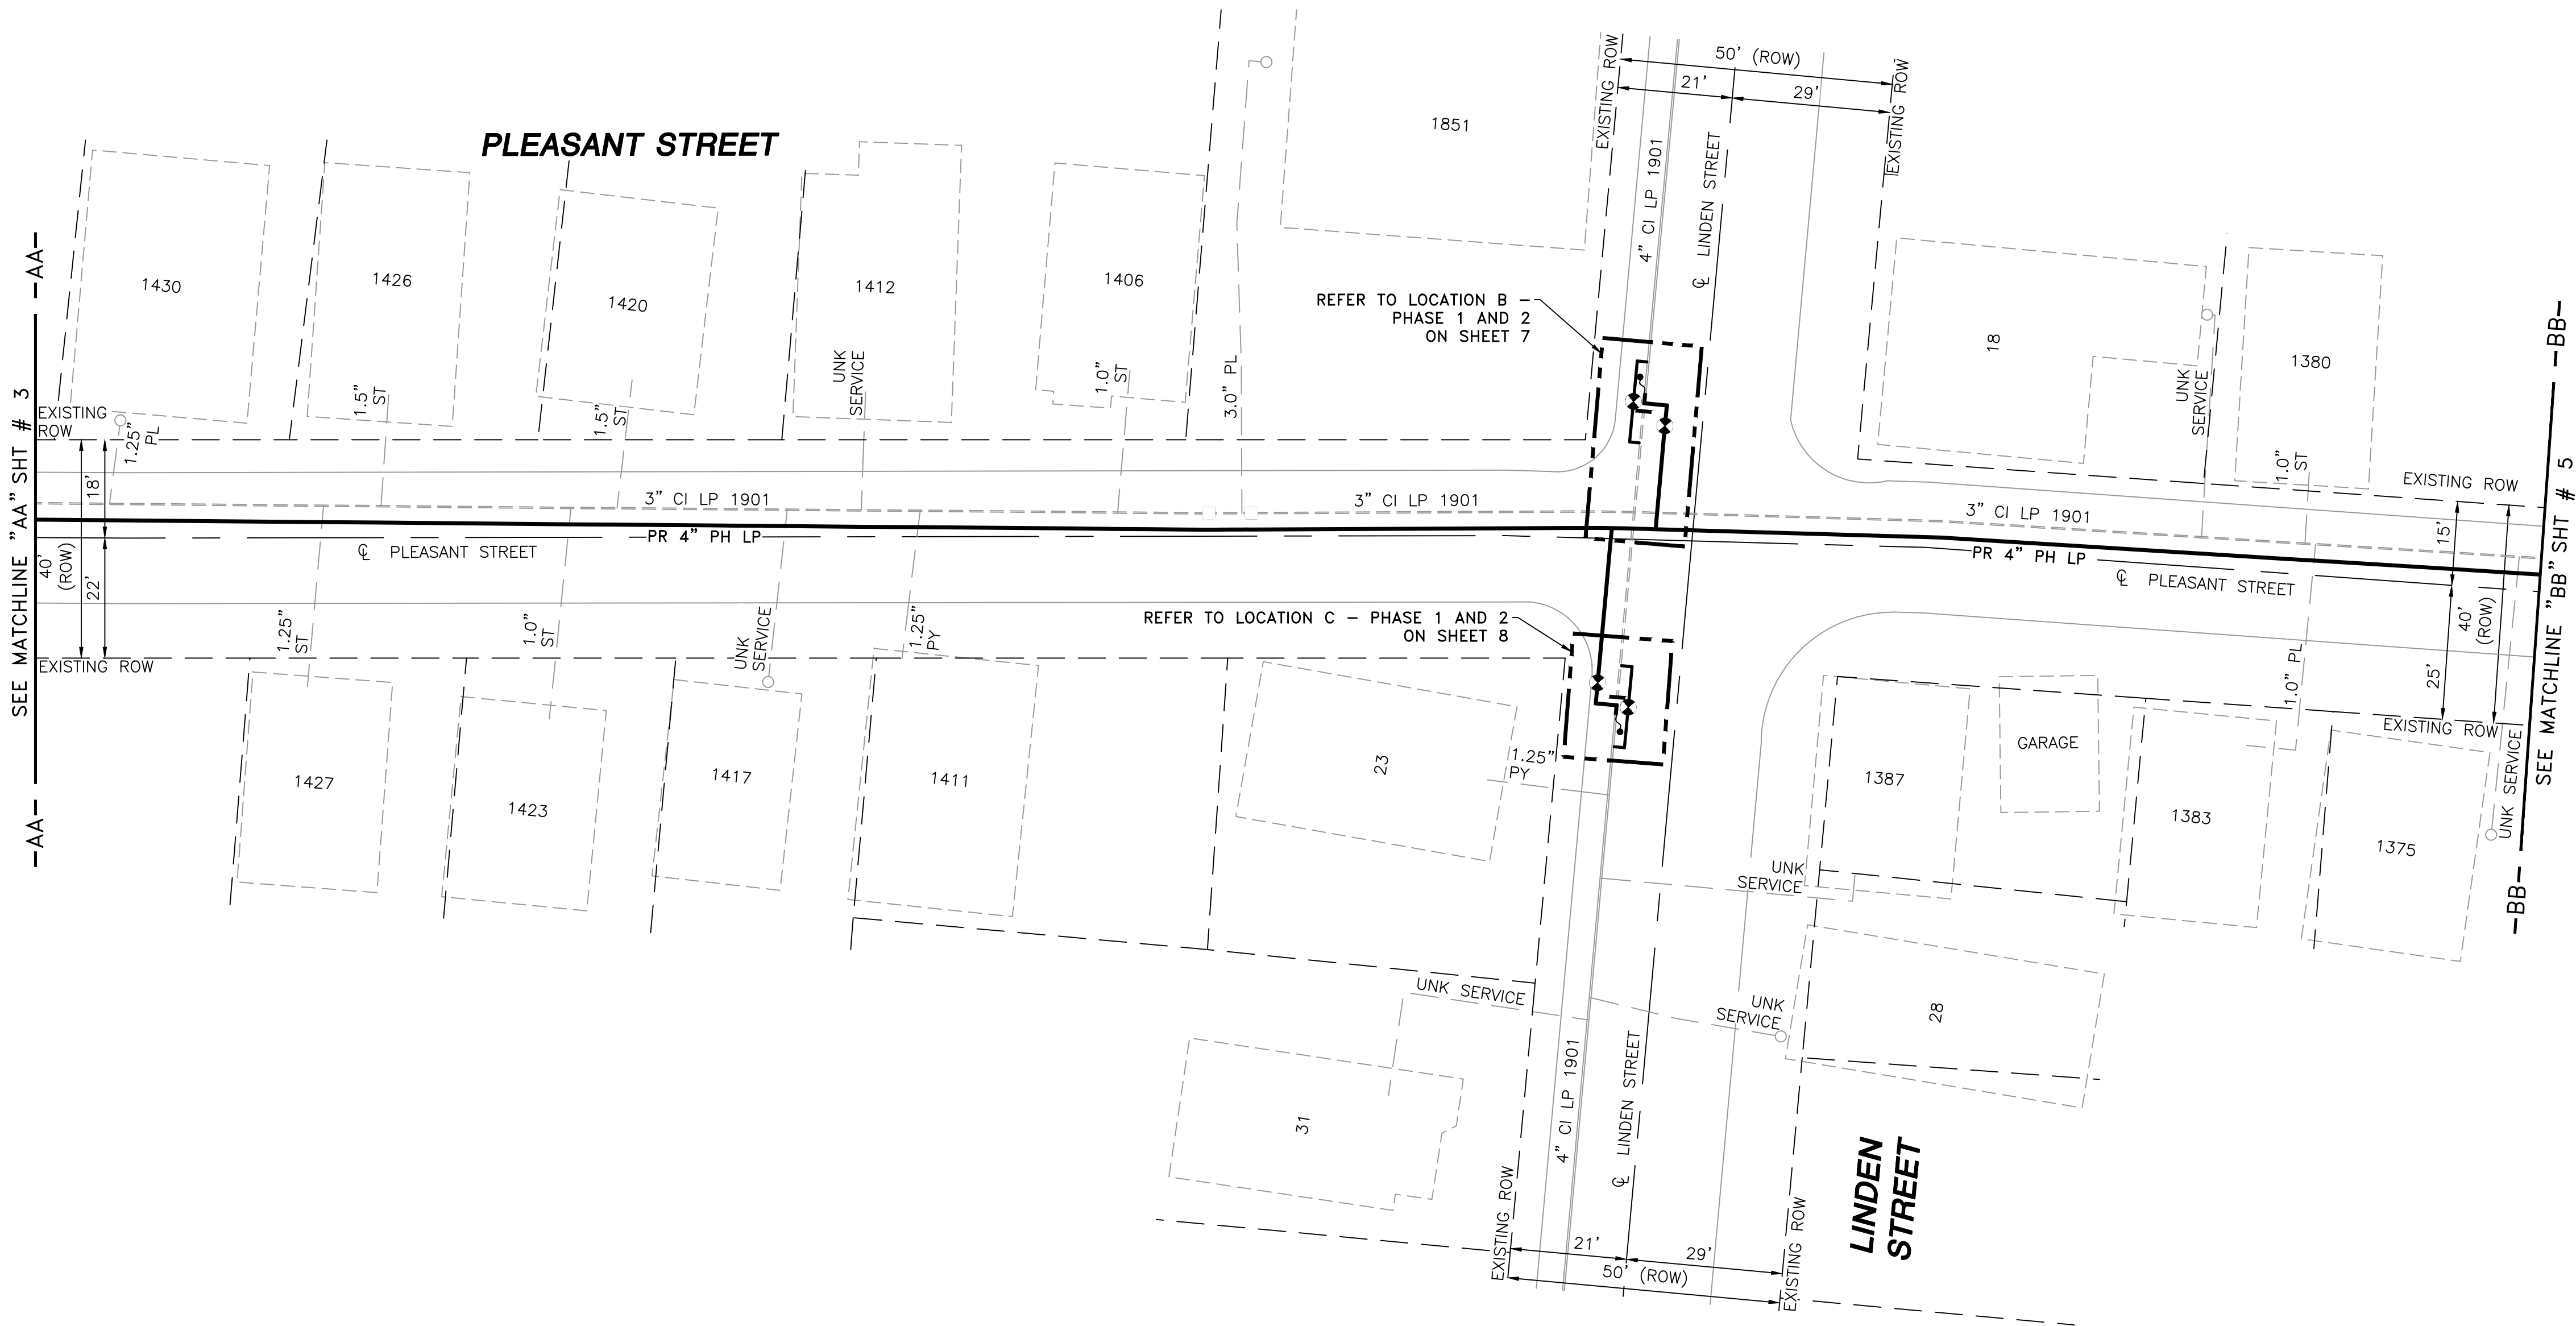 PLEASANT STREET
-AA-
SEE MATCHLINE "AA" SHT # 3
-AA-
EXISTING
ROW
40'
(ROW)
18'
22'
EXISTING ROW
1430
1426
1420
1412
1406
1851
1.25"
PL
1.5"
ST
1.5"
ST
UNK
SERVICE
1.0"
ST
3.0" PL
3" CI LP 1901
3" CI LP 1901
PR 4" PH LP
℄ PLEASANT STREET
1.25"
ST
1.0"
ST
UNK
SERVICE
1.25"
PY
1427
1423
1417
1411
23
1.25"
PY
EXISTING ROW
50' (ROW)
21'
29'
EXISTING ROW
4" CI LP 1901
℄ LINDEN STREET
REFER TO LOCATION B –
PHASE 1 AND 2
ON SHEET 7
REFER TO LOCATION C – PHASE 1 AND 2
ON SHEET 8
18
UNK
SERVICE
1380
1.0"
ST
EXISTING ROW
3" CI LP 1901
PR 4" PH LP
℄ PLEASANT STREET
15'
25'
40'
(ROW)
1.0" PL
EXISTING ROW
-BB-
SEE MATCHLINE "BB" SHT # 5
-BB-
UNK SERVICE
1387
GARAGE
1383
1375
UNK
SERVICE
UNK SERVICE
UNK
SERVICE
28
31
4" CI LP 1901
℄ LINDEN STREET
EXISTING ROW
21'
29'
50' (ROW)
EXISTING ROW
LINDEN
STREET